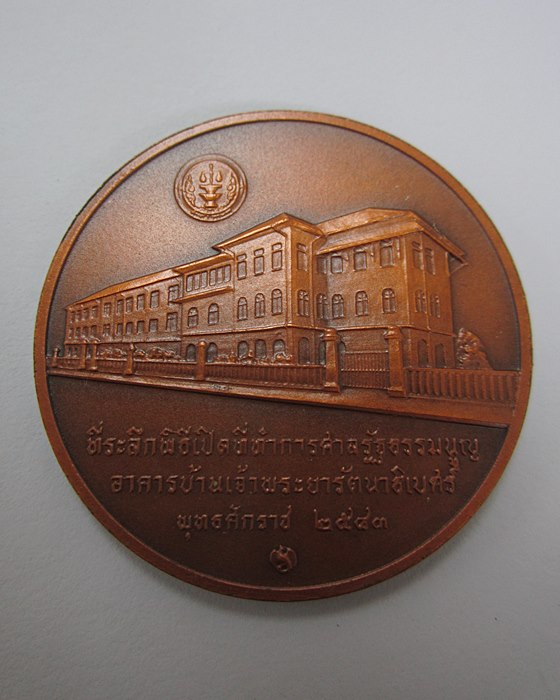 ที่ระลึกพิธีเปิดที่ทำการศาลรัฐธรรมนูญ
อาคารบ้านเจ้าพระยารัตนาธิเบศร์
พุทธศักราช ๒๕๔๓